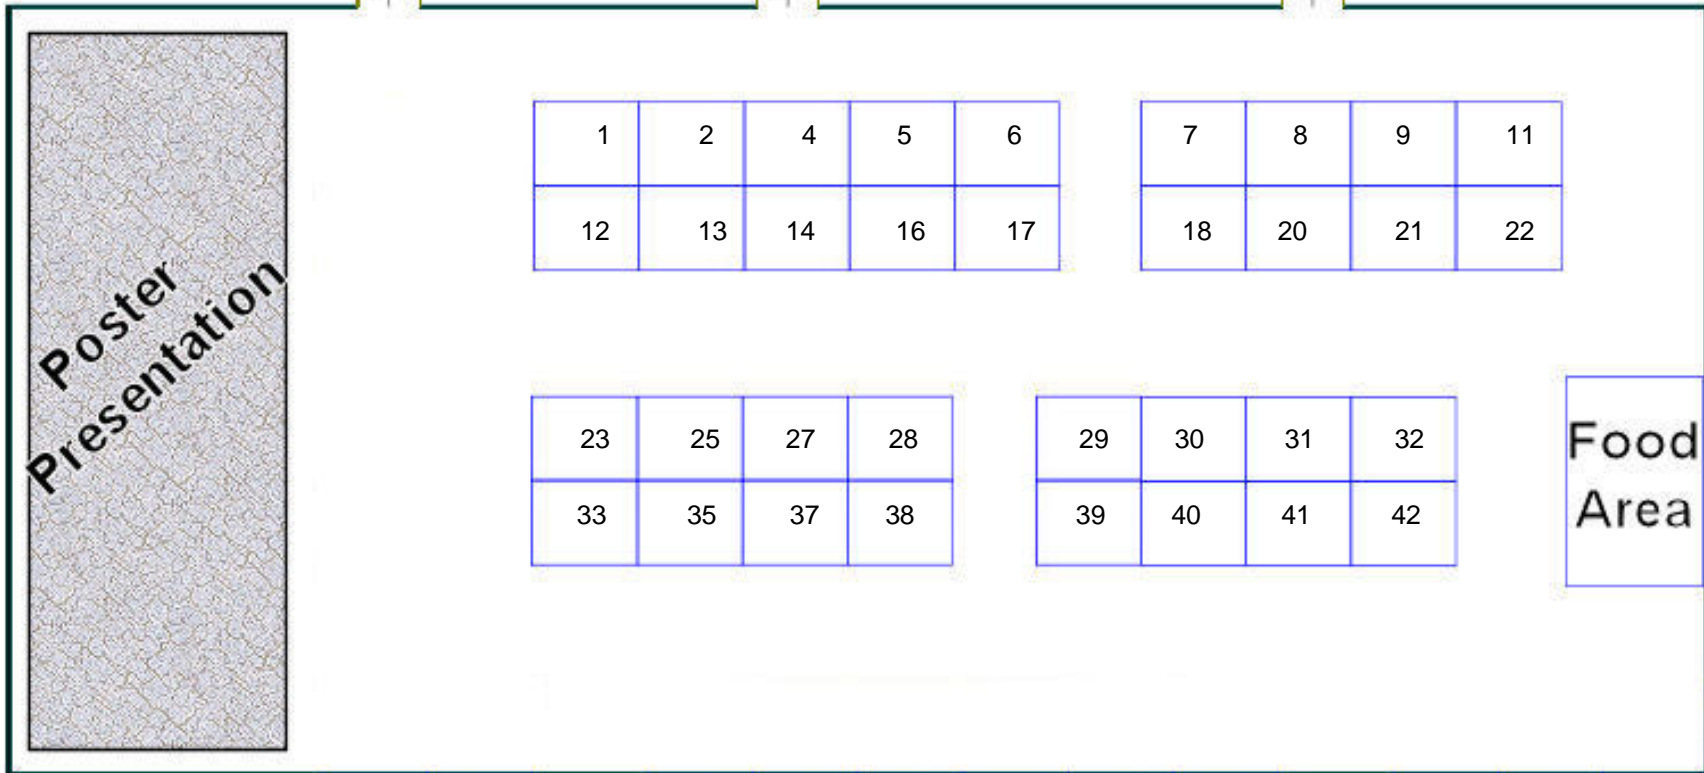 1 2 4 5 6 7 8 9 11
12 13 14 16 17 18 20 21 22
Poster
Presentation
23 25 27 28 29 30 31 32
33 35 37 38 39 40 41 42
Food
Area